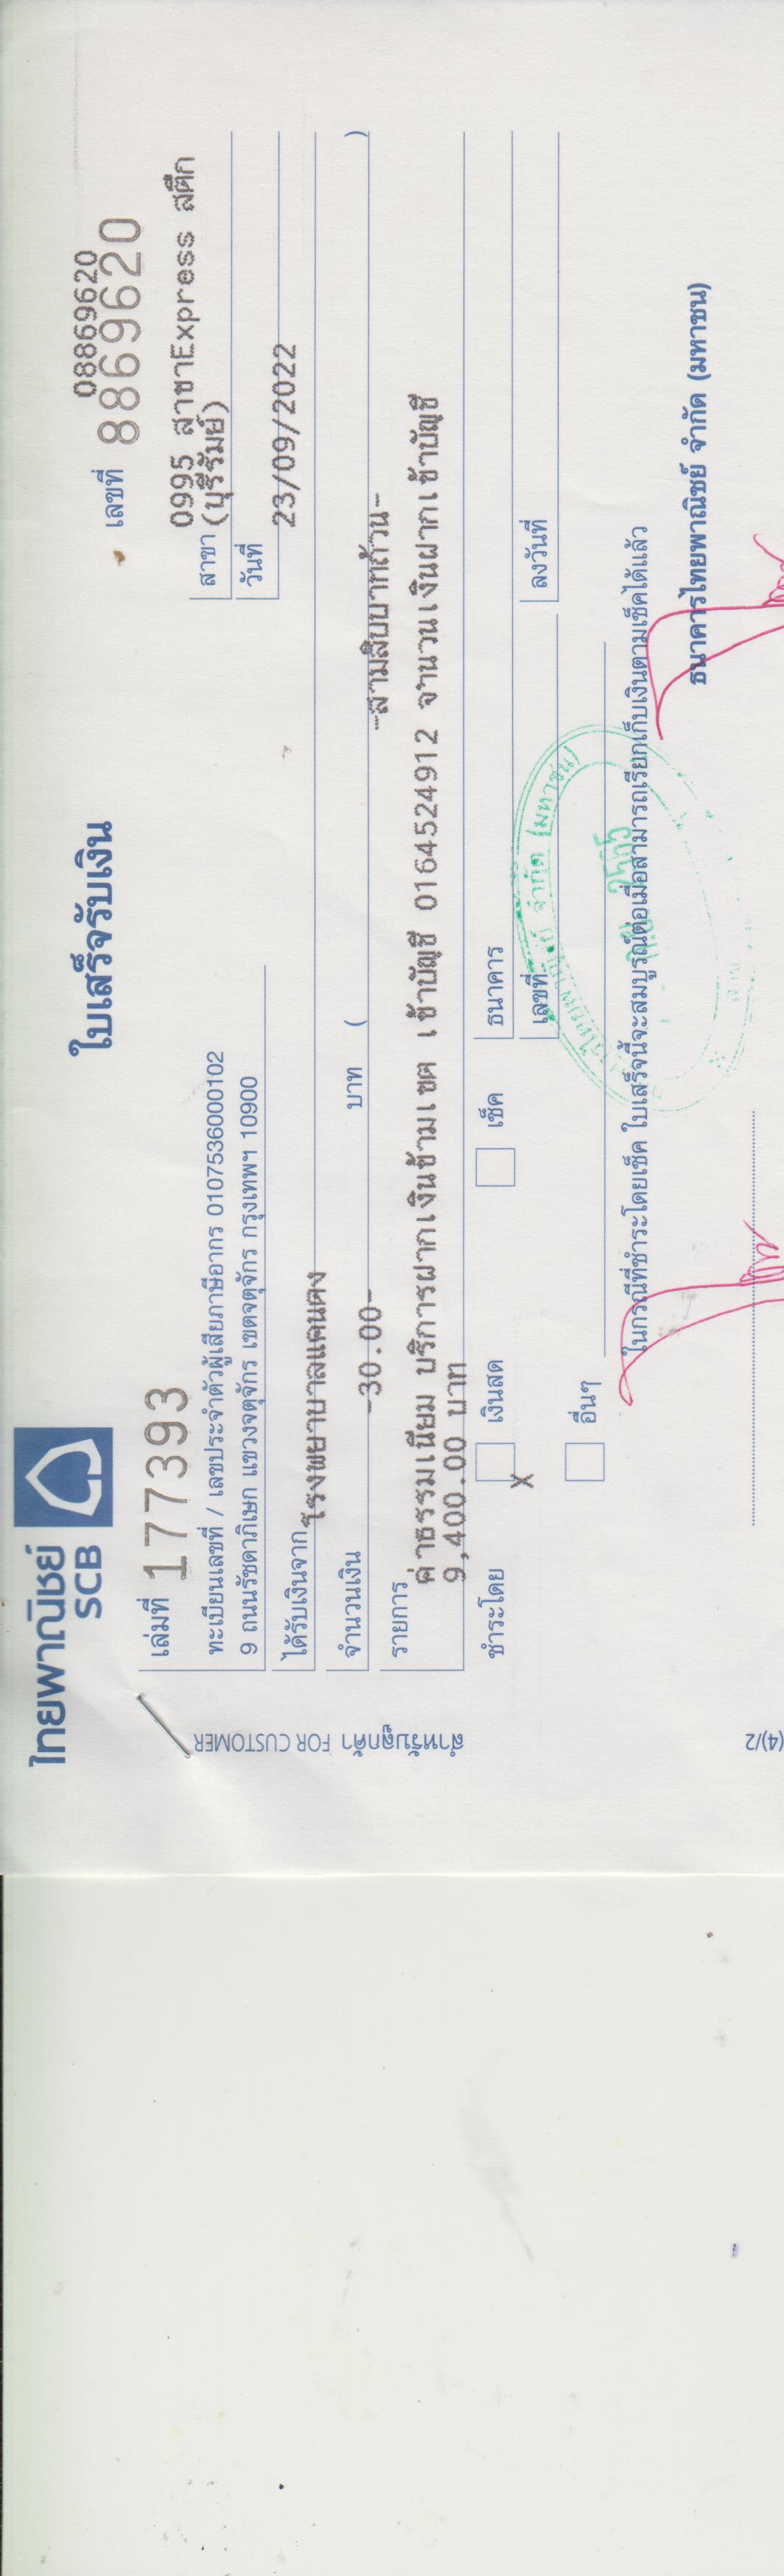 ไทยพาณิชย์
SCB
ใบเสร็จรับเงิน
08869620
เลขที่ 8869620
เล่มที่ 177393
0995 สาขาExpress สตึก
สาขา (บุรีรัมย์)
ทะเบียนเลขที่ / เลขประจำตัวผู้เสียภาษีอากร 0107536000102
9 ถนนรัชดาภิเษก แขวงจตุจักร เขตจตุจักร กรุงเทพฯ 10900
วันที่ 23/09/2022
ได้รับเงินจาก โรงพยาบาลแคนดง
จำนวนเงิน -30.00- บาท ( -สามสิบบาทถ้วน- )
รายการ ค่าธรรมเนียม บริการฝากเงินข้ามเขต เข้าบัญชี 0164524912 จำนวนเงินฝากเข้าบัญชี
9,400.00 บาท
ชำระโดย X เงินสด เช็ค ธนาคาร
เลขที่ ลงวันที่
อื่นๆ
ในกรณีที่ชำระโดยเช็ค ใบเสร็จนี้จะสมบูรณ์ต่อเมื่อสามารถเรียกเก็บเงินตามเช็คได้แล้ว
ธนาคารไทยพาณิชย์ จำกัด (มหาชน)
สำหรับลูกค้า FOR CUSTOMER
(4)/2
จำกัด (มหาชน)
2565